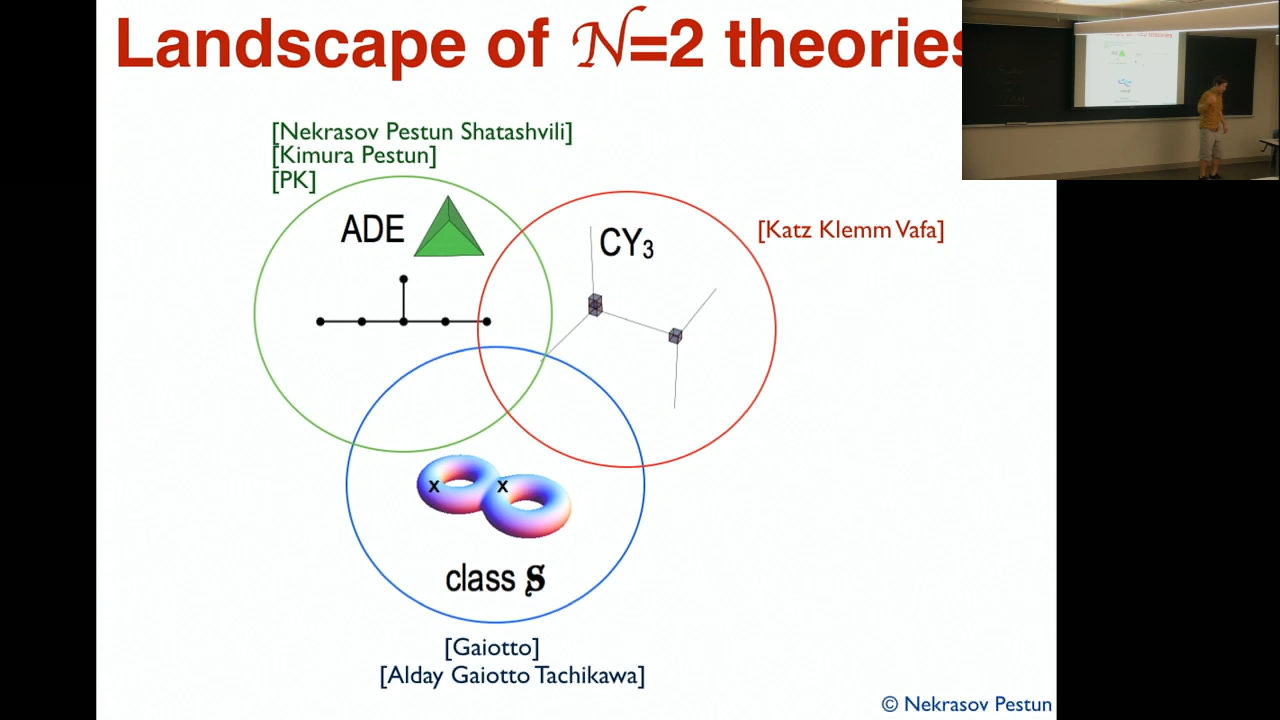 Landscape of 𝒩=2 theories
[Nekrasov Pestun Shatashvili]
[Kimura Pestun]
[PK]
ADE
CY₃
[Katz Klemm Vafa]
x x
class S
[Gaiotto]
[Alday Gaiotto Tachikawa]
© Nekrasov Pestun